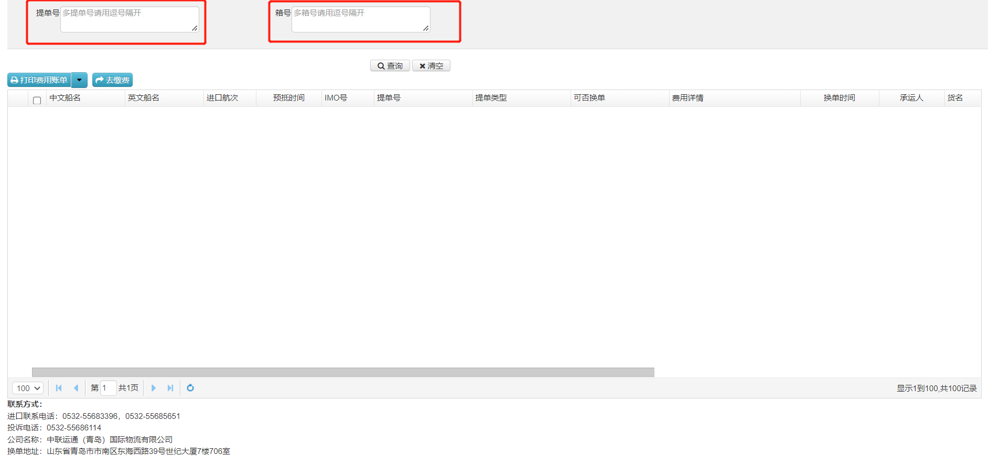 提单号 多提单号请用逗号隔开 箱号 多箱号请用逗号隔开
查询 清空
打印费用账单 去缴费
中文船名 英文船名 进口航次 预抵时间 IMO号 提单号 提单类型 可否换单 费用详情 换单时间 承运人 货名
100 第 1 共1页 显示1到100,共100记录
联系方式：
进口联系电话：0532-55683396，0532-55685651
投诉电话：0532-55686114
公司名称：中联运通（青岛）国际物流有限公司
换单地址：山东省青岛市市南区东海西路39号世纪大厦7楼706室